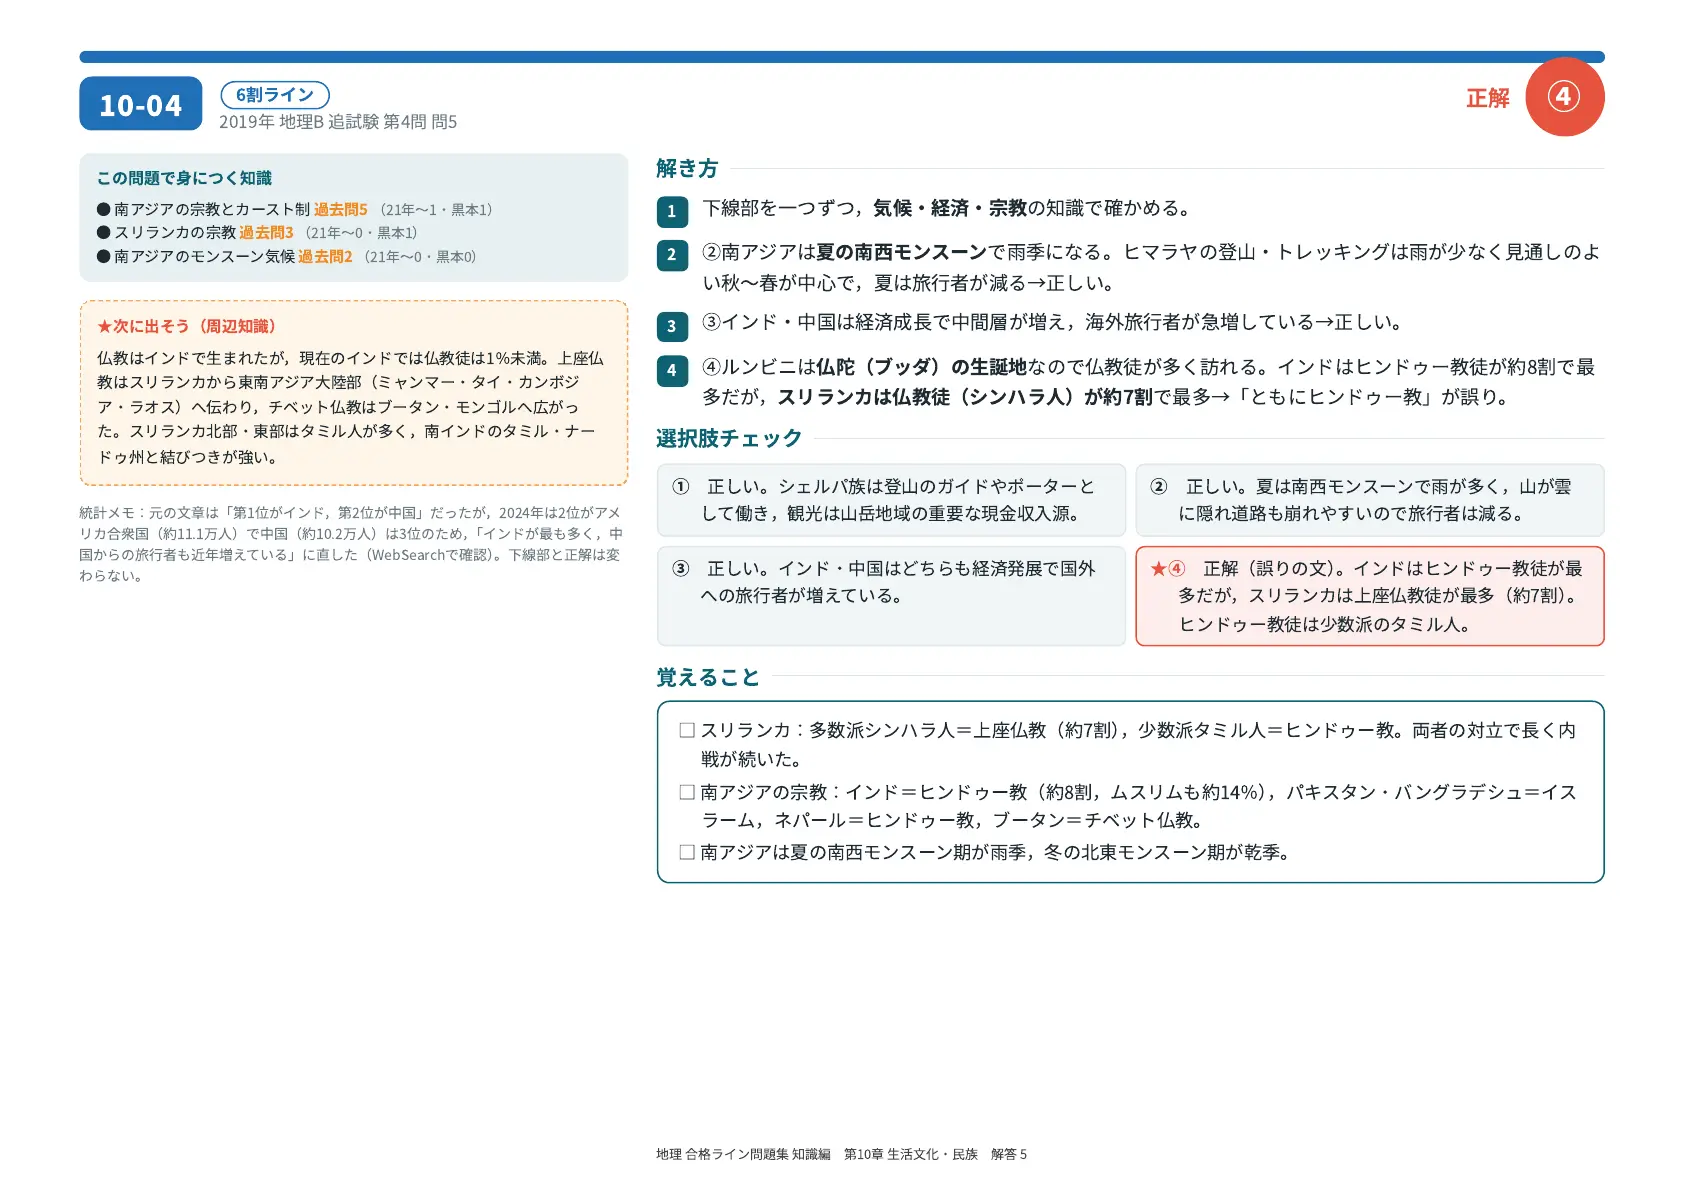 10-04
6割ライン
2019年 地理B 追試験 第4問 問5
正解 ④
この問題で身につく知識
● 南アジアの宗教とカースト制 過去問5 （21年〜1・黒本1）
● スリランカの宗教 過去問3 （21年〜0・黒本1）
● 南アジアのモンスーン気候 過去問2 （21年〜0・黒本0）
★次に出そう（周辺知識）
仏教はインドで生まれたが，現在のインドでは仏教徒は1%未満。上座仏
教はスリランカから東南アジア大陸部（ミャンマー・タイ・カンボジ
ア・ラオス）へ伝わり，チベット仏教はブータン・モンゴルへ広がっ
た。スリランカ北部・東部はタミル人が多く，南インドのタミル・ナー
ドゥ州と結びつきが強い。
統計メモ：元の文章は「第1位がインド，第2位が中国」だったが，2024年は2位がアメ
リカ合衆国（約11.1万人）で中国（約10.2万人）は3位のため，「インドが最も多く，中
国からの旅行者も近年増えている」に直した（WebSearchで確認）。下線部と正解は変
わらない。
解き方
1 下線部を一つずつ，気候・経済・宗教の知識で確かめる。
2 ②南アジアは夏の南西モンスーンで雨季になる。ヒマラヤの登山・トレッキングは雨が少なく見通しのよ
い秋〜春が中心で，夏は旅行者が減る→正しい。
3 ③インド・中国は経済成長で中間層が増え，海外旅行者が急増している→正しい。
4 ④ルンビニは仏陀（ブッダ）の生誕地なので仏教徒が多く訪れる。インドはヒンドゥー教徒が約8割で最
多だが，スリランカは仏教徒（シンハラ人）が約7割で最多→「ともにヒンドゥー教」が誤り。
選択肢チェック
① 正しい。シェルパ族は登山のガイドやポーターと
して働き，観光は山岳地域の重要な現金収入源。
② 正しい。夏は南西モンスーンで雨が多く，山が雲
に隠れ道路も崩れやすいので旅行者は減る。
③ 正しい。インド・中国はどちらも経済発展で国外
への旅行者が増えている。
★④ 正解（誤りの文）。インドはヒンドゥー教徒が最
多だが，スリランカは上座仏教徒が最多（約7割）。
ヒンドゥー教徒は少数派のタミル人。
覚えること
□ スリランカ：多数派シンハラ人＝上座仏教（約7割），少数派タミル人＝ヒンドゥー教。両者の対立で長く内
戦が続いた。
□ 南アジアの宗教：インド＝ヒンドゥー教（約8割，ムスリムも約14%），パキスタン・バングラデシュ＝イス
ラーム，ネパール＝ヒンドゥー教，ブータン＝チベット仏教。
□ 南アジアは夏の南西モンスーン期が雨季，冬の北東モンスーン期が乾季。
地理 合格ライン問題集 知識編 第10章 生活文化・民族 解答 5